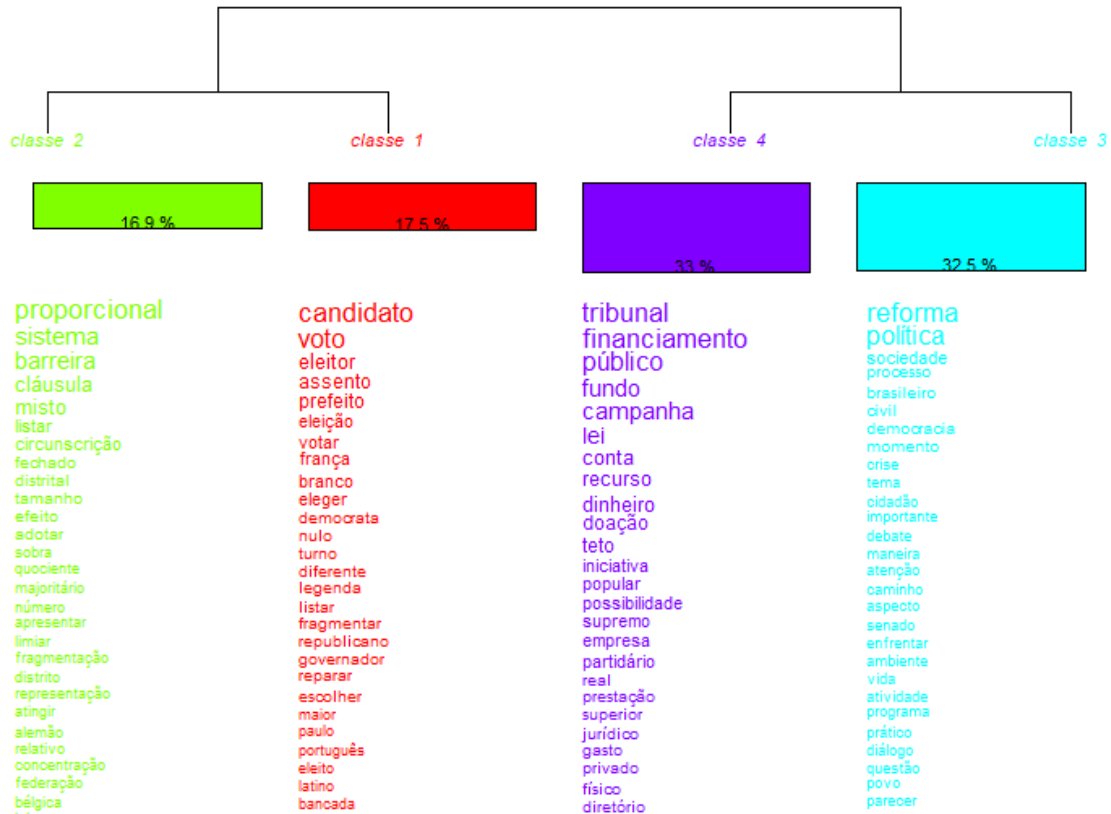 classe 2
classe 1
classe 4
classe 3
16.9 %
17.5 %
33 %
32.5 %
proporcional
sistema
barreira
cláusula
misto
listar
circunscrição
fechado
distrital
tamanho
efeito
adotar
sobra
quociente
majoritário
número
apresentar
limiar
fragmentação
distrito
representação
atingir
alemão
relativo
concentração
federação
bélgica
candidato
voto
eleitor
assento
prefeito
eleição
votar
frança
branco
eleger
democrata
nulo
turno
diferente
legenda
listar
fragmentar
republicano
governador
reparar
escolher
maior
paulo
português
eleito
latino
bancada
tribunal
financiamento
público
fundo
campanha
lei
conta
recurso
dinheiro
doação
teto
iniciativa
popular
possibilidade
supremo
empresa
partidário
real
prestação
superior
jurídico
gasto
privado
físico
diretório
reforma
política
sociedade
processo
brasileiro
civil
democracia
momento
crise
tema
cidadão
importante
debate
maneira
atenção
caminho
aspecto
senado
enfrentar
ambiente
vida
atividade
programa
prático
diálogo
questão
povo
parecer